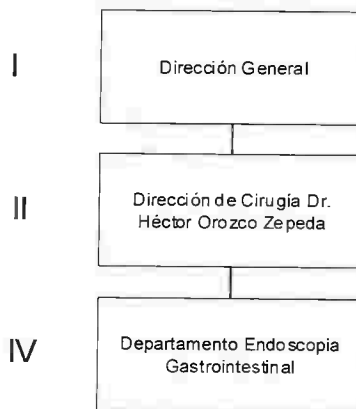 I
Dirección General
II
Dirección de Cirugía Dr.
Héctor Orozco Zepeda
IV
Departamento Endoscopia
Gastrointestinal